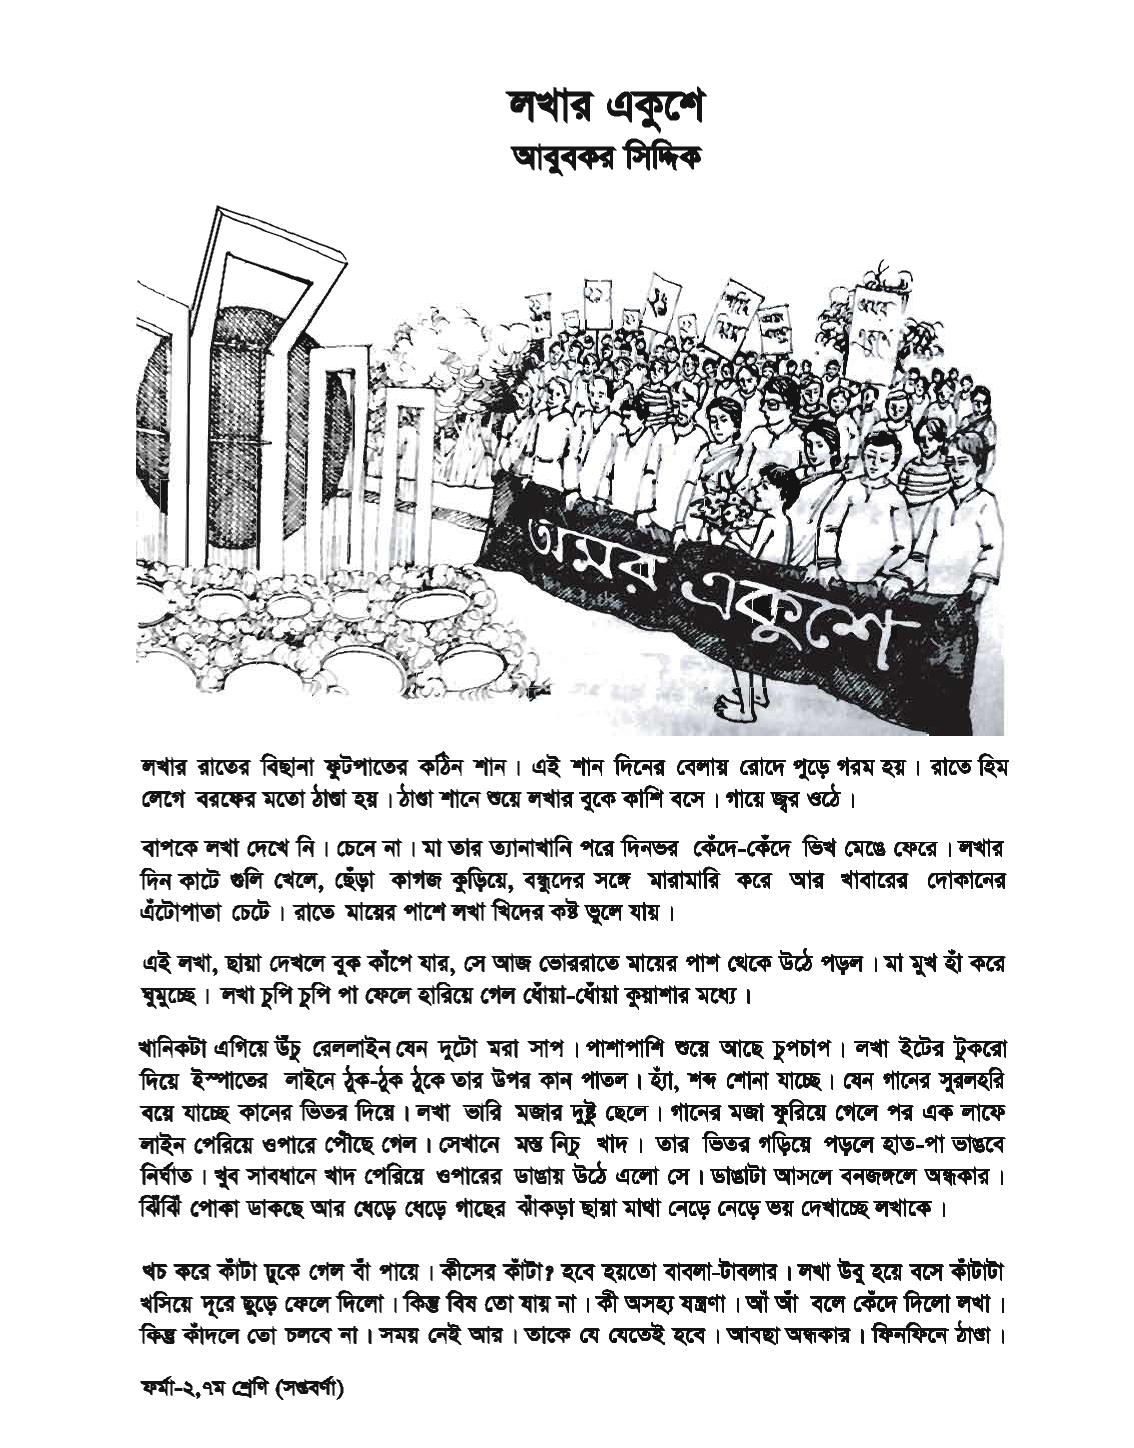 লখার একুশে
আবুবকর সিদ্দিক
২১
২১
২১
অমর
একুশে
অমর একুশে
লখার রাতের বিছানা ফুটপাতের কঠিন শান। এই শান দিনের বেলায় রোদে পুড়ে গরম হয়। রাতে হিম
লেগে বরফের মতো ঠাণ্ডা হয়। ঠাণ্ডা শানে শুয়ে লখার বুকে কাশি বসে। গায়ে জ্বর ওঠে।
বাপকে লখা দেখে নি। চেনে না। মা তার ত্যানাখানি পরে দিনভর কেঁদে-কেঁদে ভিখ মেঙে ফেরে। লখার
দিন কাটে গুলি খেলে, ছেঁড়া কাগজ কুড়িয়ে, বন্ধুদের সঙ্গে মারামারি করে আর খাবারের দোকানের
এঁটোপাতা চেটে। রাতে মায়ের পাশে লখা খিদের কষ্ট ভুলে যায়।
এই লখা, ছায়া দেখলে বুক কাঁপে যার, সে আজ ভোররাতে মায়ের পাশ থেকে উঠে পড়ল। মা মুখ হাঁ করে
ঘুমুচ্ছে। লখা চুপি চুপি পা ফেলে হারিয়ে গেল ধোঁয়া-ধোঁয়া কুয়াশার মধ্যে।
খানিকটা এগিয়ে উঁচু রেললাইন যেন দুটো মরা সাপ। পাশাপাশি শুয়ে আছে চুপচাপ। লখা ইটের টুকরো
দিয়ে ইস্পাতের লাইনে ঠুক-ঠুক ঠুকে তার উপর কান পাতল। হ্যাঁ, শব্দ শোনা যাচ্ছে। যেন গানের সুরলহরি
বয়ে যাচ্ছে কানের ভিতর দিয়ে। লখা ভারি মজার দুষ্টু ছেলে। গানের মজা ফুরিয়ে গেলে পর এক লাফে
লাইন পেরিয়ে ওপারে পৌঁছে গেল। সেখানে মস্ত নিচু খাদ। তার ভিতর গড়িয়ে পড়লে হাত-পা ভাঙবে
নির্ঘাত। খুব সাবধানে খাদ পেরিয়ে ওপারের ডাঙায় উঠে এলো সে। ডাঙাটা আসলে বনজঙ্গলে অন্ধকার।
ঝিঁঝিঁ পোকা ডাকছে আর ধেড়ে ধেড়ে গাছের ঝাঁকড়া ছায়া মাথা নেড়ে নেড়ে ভয় দেখাচ্ছে লখাকে।
খচ করে কাঁটা ঢুকে গেল বাঁ পায়ে। কীসের কাঁটা? হবে হয়তো বাবলা-টাবলার। লখা উবু হয়ে বসে কাঁটাটা
খসিয়ে দূরে ছুড়ে ফেলে দিলো। কিন্তু বিষ তো যায় না। কী অসহ্য যন্ত্রণা। আঁ আঁ বলে কেঁদে দিলো লখা।
কিন্তু কাঁদলে তো চলবে না। সময় নেই আর। তাকে যে যেতেই হবে। আবছা অন্ধকার। ফিনফিনে ঠাণ্ডা।
ফর্মা-২,৭ম শ্রেণি (সপ্তবর্ণা)